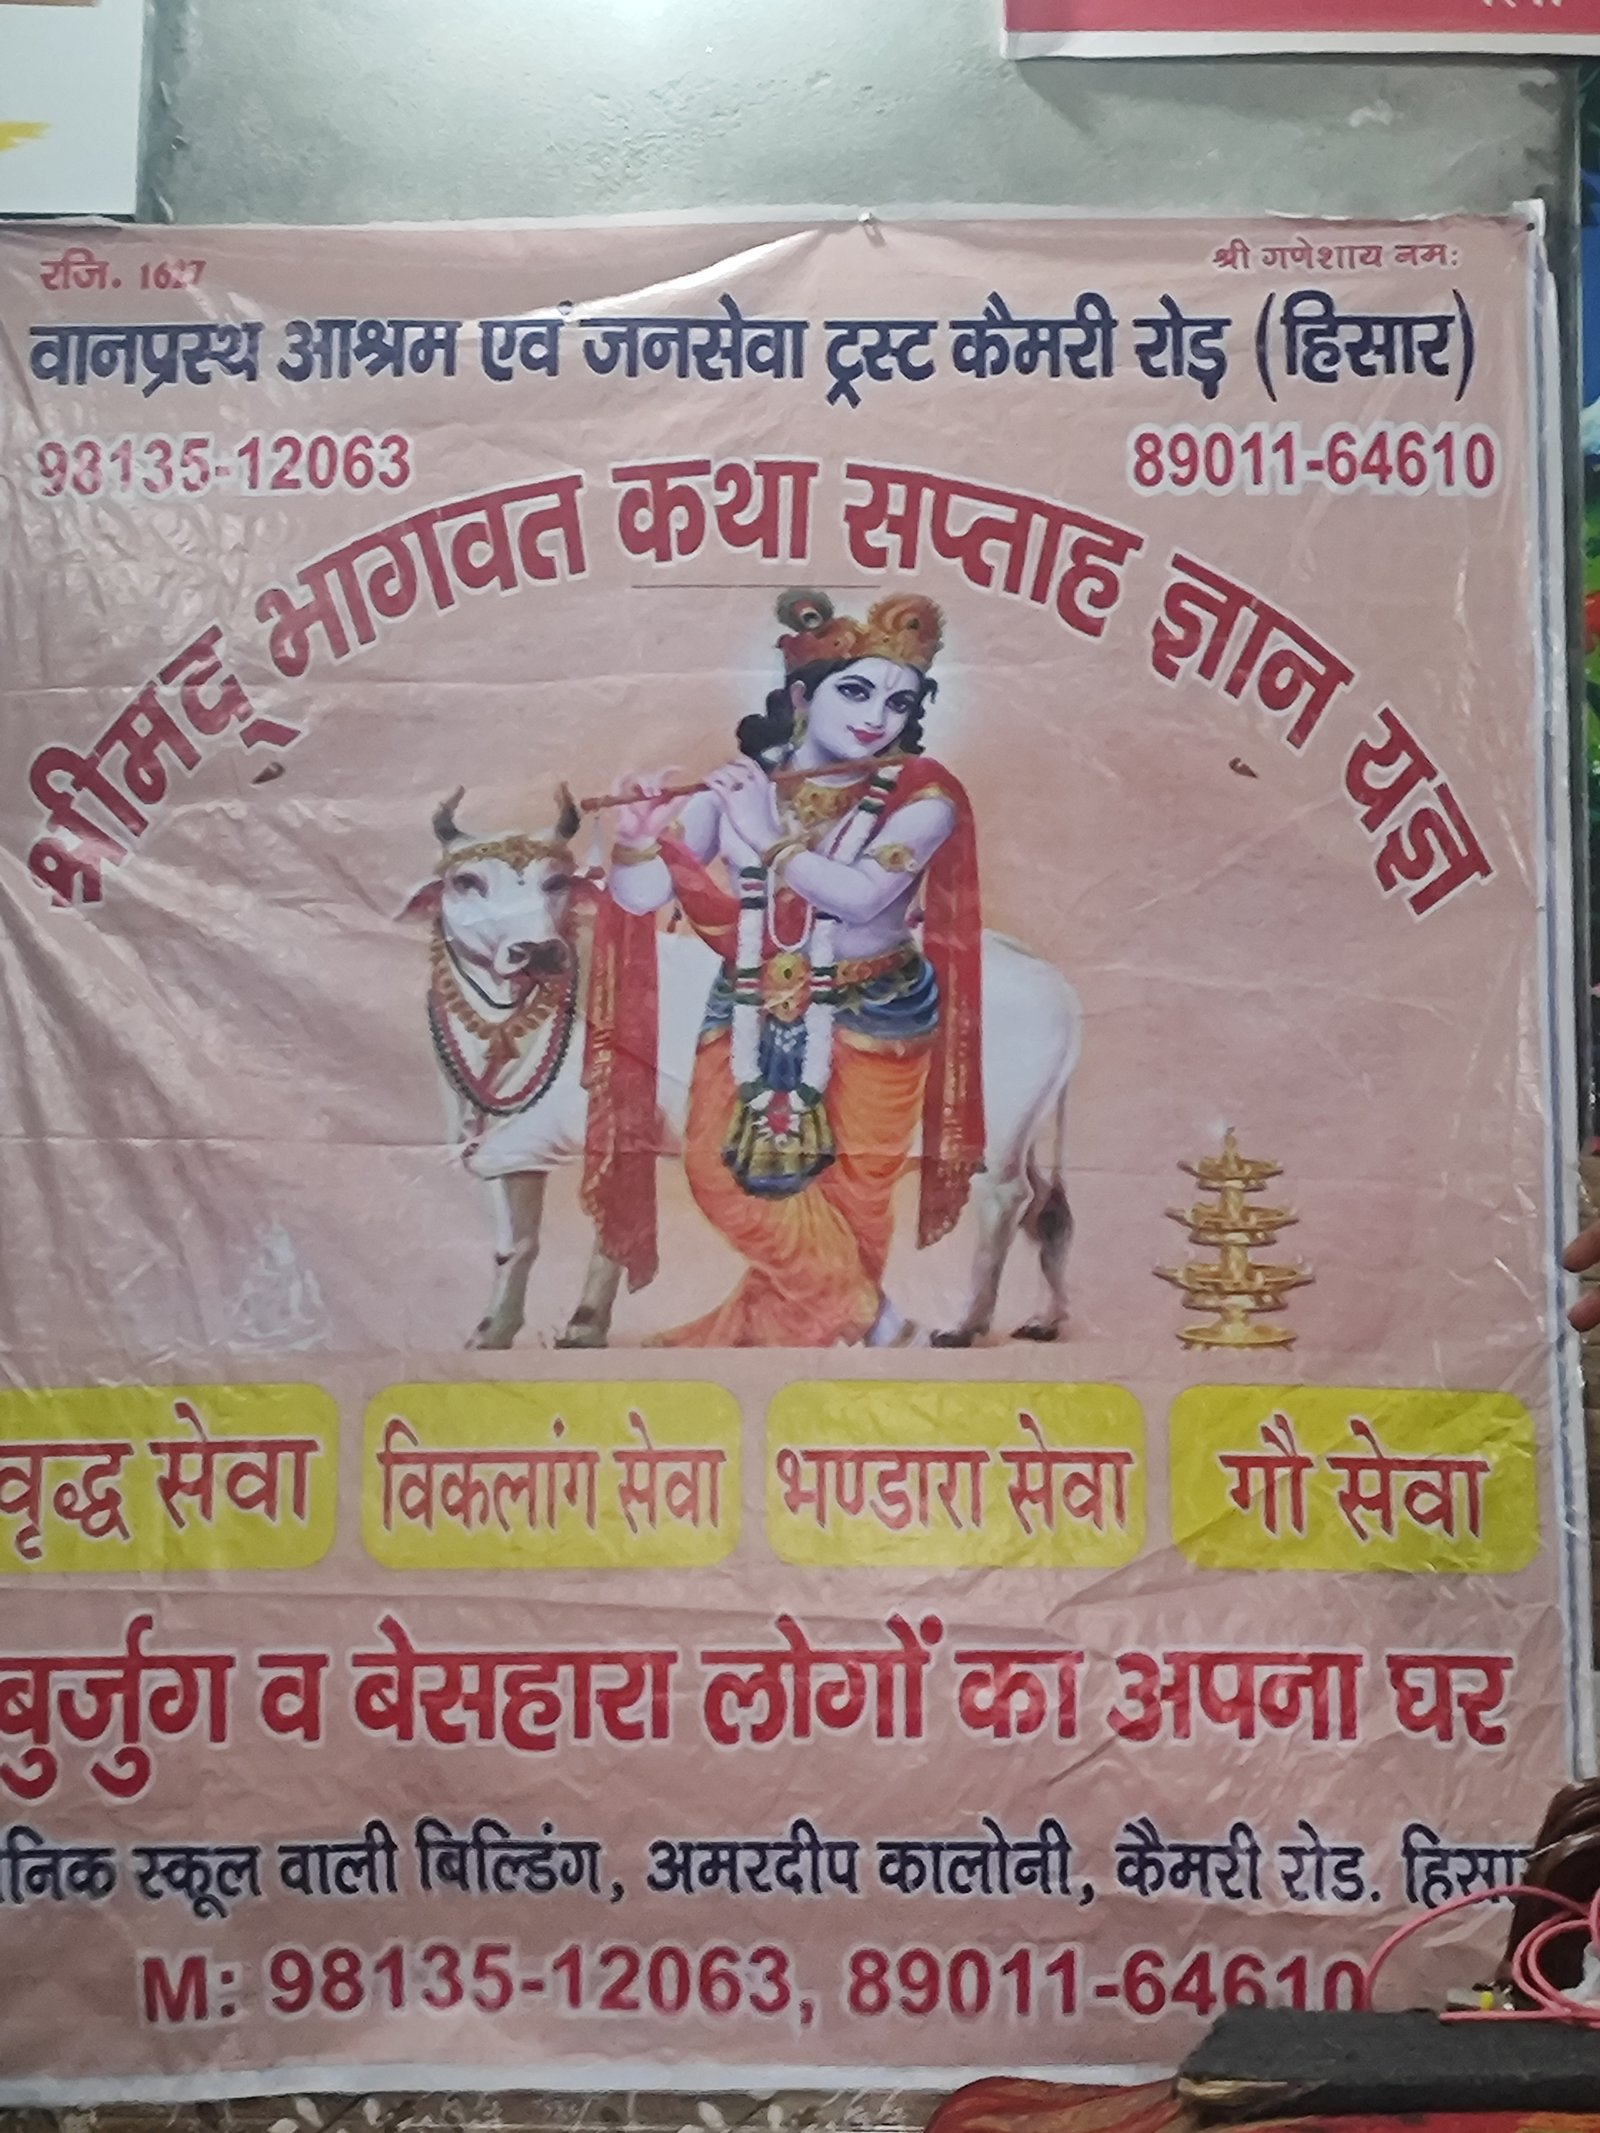 रजि. 1627
श्री गणेशाय नमः
वानप्रस्थ आश्रम एवं जनसेवा ट्रस्ट कैमरी रोड़ (हिसार)
98135-12063
89011-64610
श्रीमद् भागवत कथा सप्ताह ज्ञान यज्ञ
वृद्ध सेवा
विकलांग सेवा
भण्डारा सेवा
गौ सेवा
बुर्जुग व बेसहारा लोगों का अपना घर
स्कूल वाली बिल्डिंग, अमरदीप कालोनी, कैमरी रोड. हिसार
M: 98135-12063, 89011-64610